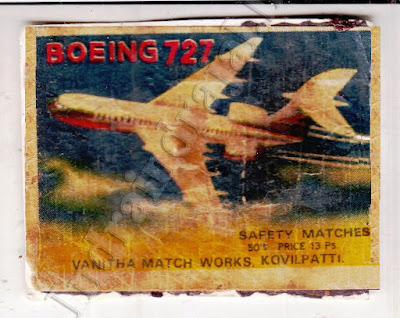 BOEING 727
SAFETY MATCHES
50's PRICE 13 Ps.
VANITHA MATCH WORKS, KOVILPATTI.